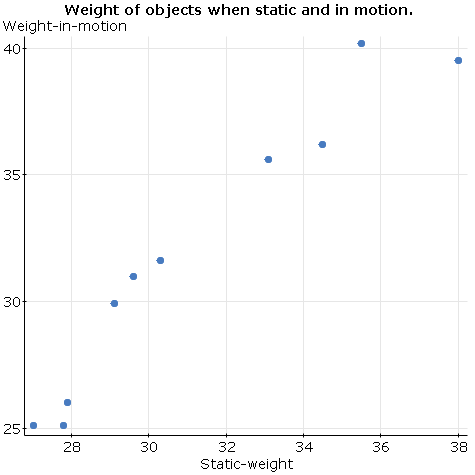 Weight of objects when static and in motion.
Weight-in-motion
40
35
30
25
28 30 32 34 36 38
Static-weight